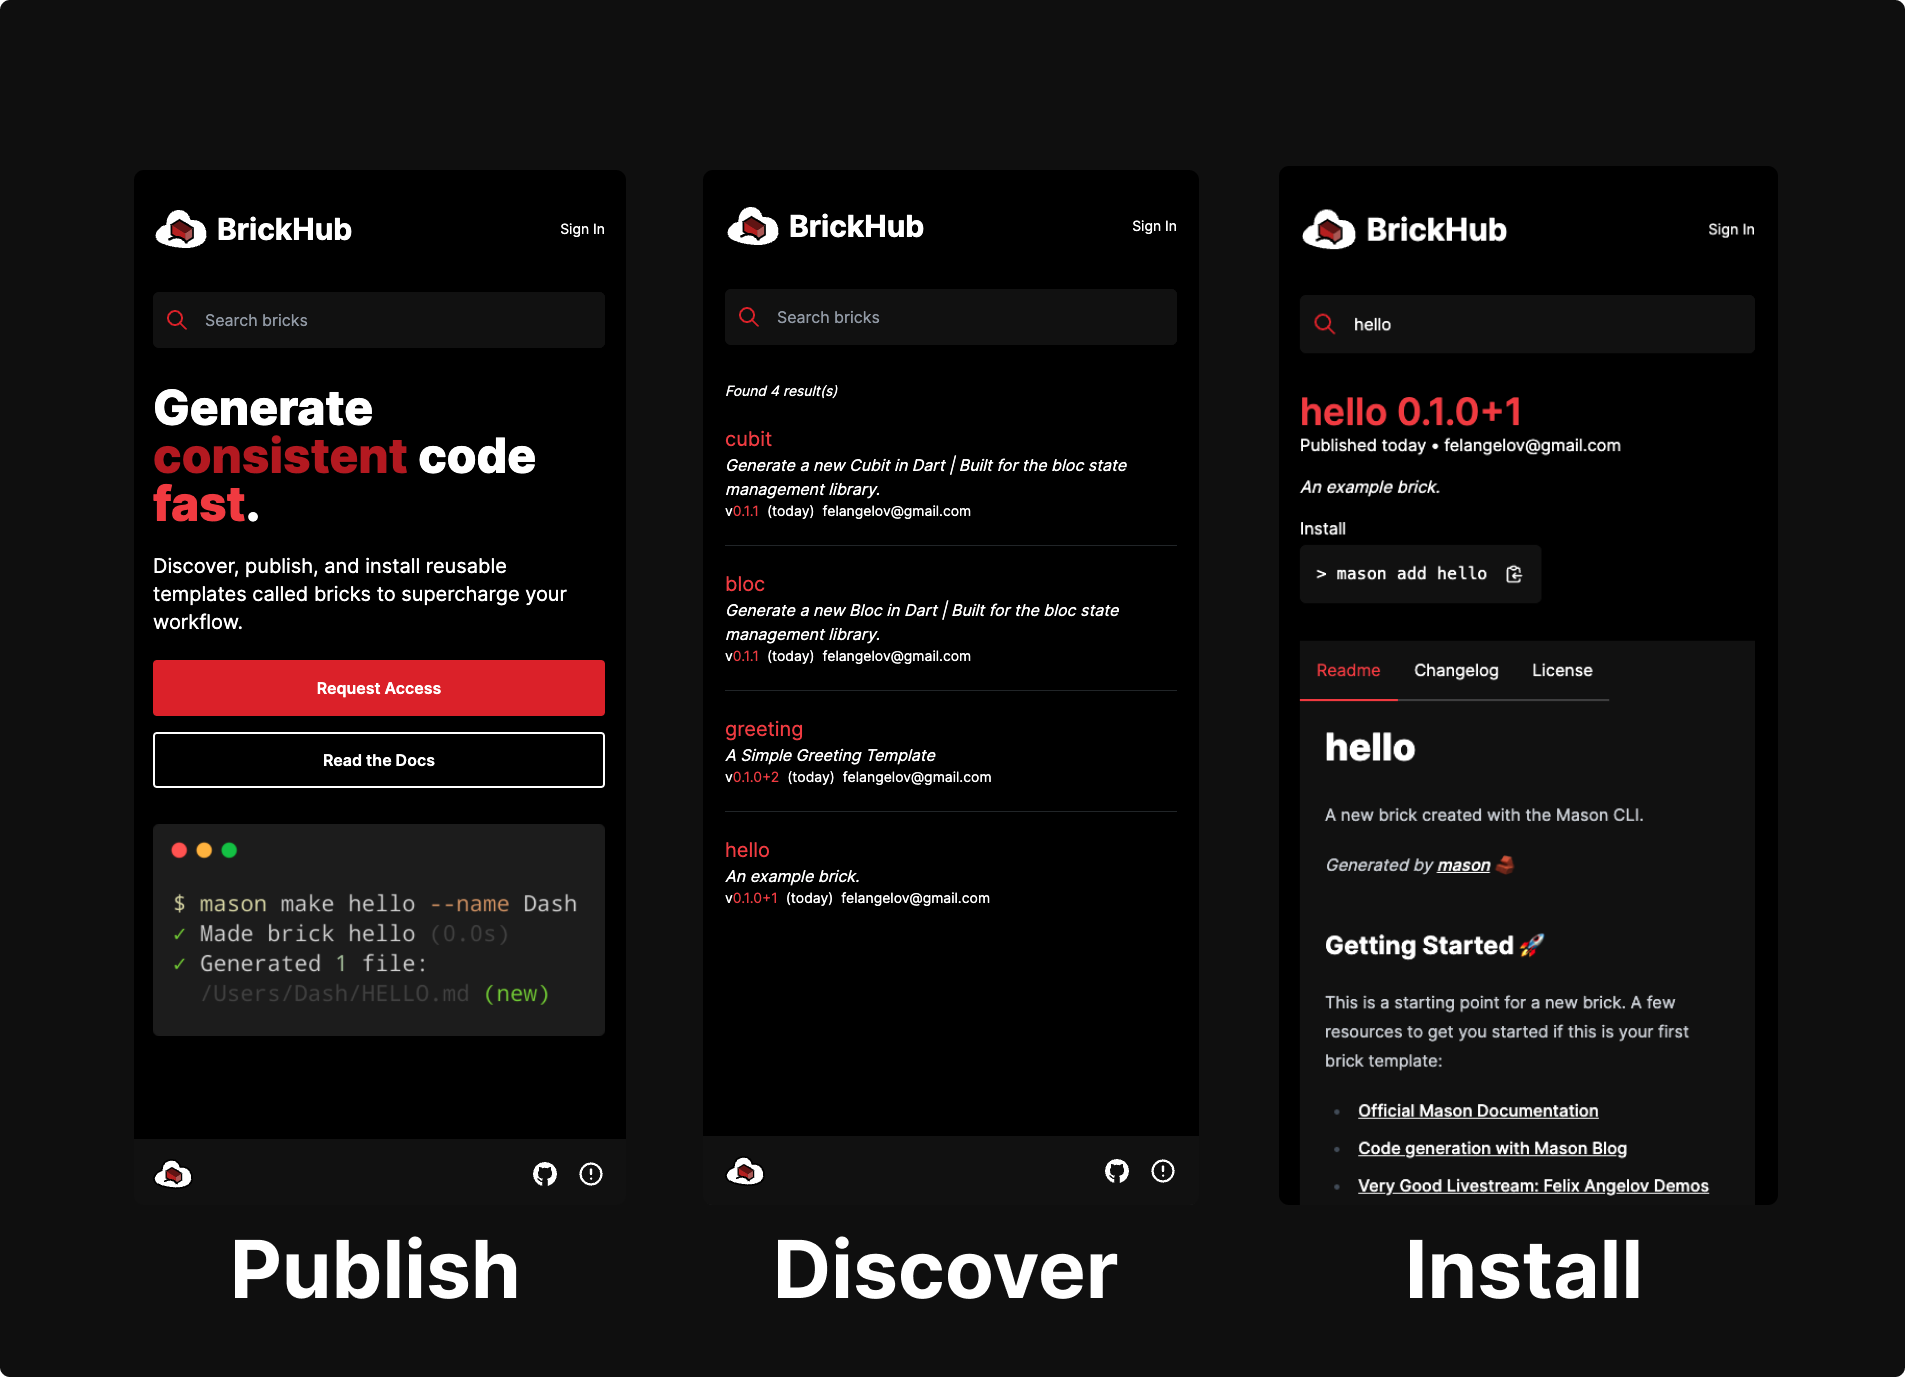 BrickHub
Sign In
Search bricks
Generate
consistent code
fast.
Discover, publish, and install reusable
templates called bricks to supercharge your
workflow.
Request Access
Read the Docs
$ mason make hello --name Dash
✓ Made brick hello (0.0s)
✓ Generated 1 file:
/Users/Dash/HELLO.md (new)
Publish
BrickHub
Sign In
Search bricks
Found 4 result(s)
cubit
Generate a new Cubit in Dart | Built for the bloc state
management library.
v0.1.1 (today) felangelov@gmail.com
bloc
Generate a new Bloc in Dart | Built for the bloc state
management library.
v0.1.1 (today) felangelov@gmail.com
greeting
A Simple Greeting Template
v0.1.0+2 (today) felangelov@gmail.com
hello
An example brick.
v0.1.0+1 (today) felangelov@gmail.com
Discover
BrickHub
Sign In
hello
hello 0.1.0+1
Published today • felangelov@gmail.com
An example brick.
Install
> mason add hello
Readme Changelog License
hello
A new brick created with the Mason CLI.
Generated by mason 🧱
Getting Started 🚀
This is a starting point for a new brick. A few
resources to get you started if this is your first
brick template:
• Official Mason Documentation
• Code generation with Mason Blog
• Very Good Livestream: Felix Angelov Demos
Install